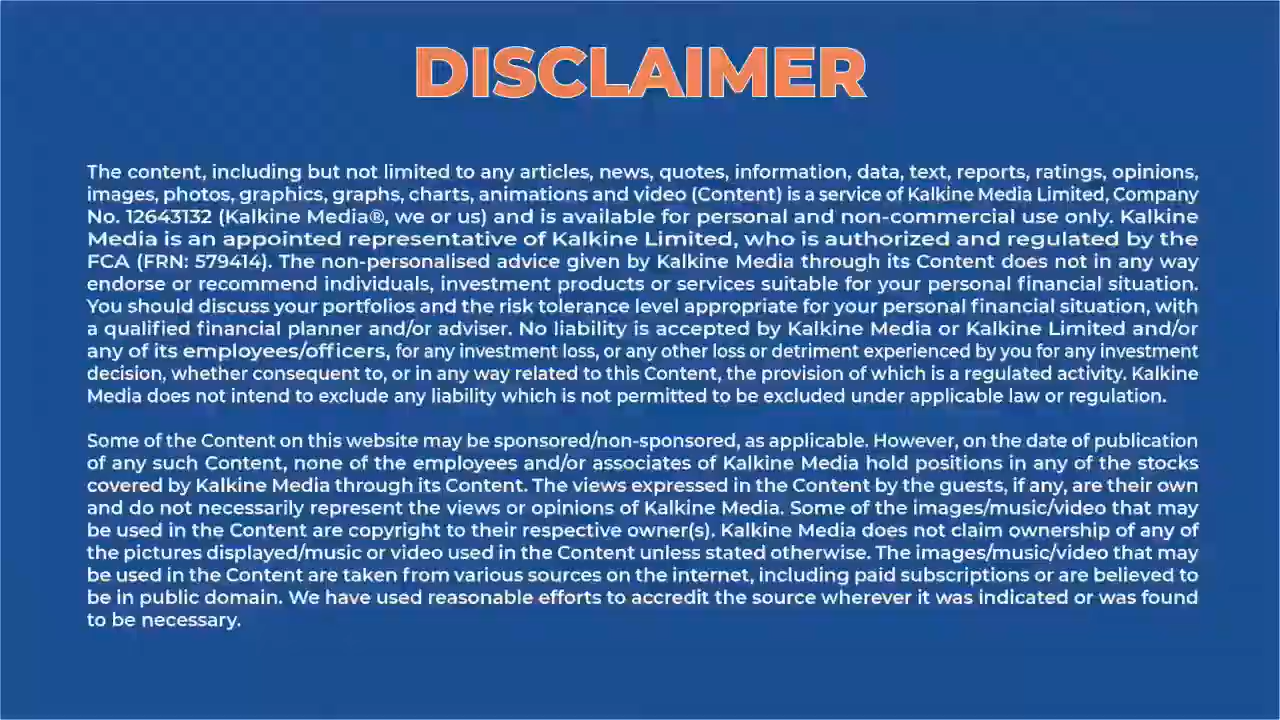 DISCLAIMER
The content, including but not limited to any articles, news, quotes, information, data, text, reports, ratings, opinions,
images, photos, graphics, graphs, charts, animations and video (Content) is a service of Kalkine Media Limited, Company
No. 12643132 (Kalkine Media®, we or us) and is available for personal and non-commercial use only. Kalkine
Media is an appointed representative of Kalkine Limited, who is authorized and regulated by the
FCA (FRN: 579414). The non-personalised advice given by Kalkine Media through its Content does not in any way
endorse or recommend individuals, investment products or services suitable for your personal financial situation.
You should discuss your portfolios and the risk tolerance level appropriate for your personal financial situation, with
a qualified financial planner and/or adviser. No liability is accepted by Kalkine Media or Kalkine Limited and/or
any of its employees/officers, for any investment loss, or any other loss or detriment experienced by you for any investment
decision, whether consequent to, or in any way related to this Content, the provision of which is a regulated activity. Kalkine
Media does not intend to exclude any liability which is not permitted to be excluded under applicable law or regulation.
Some of the Content on this website may be sponsored/non-sponsored, as applicable. However, on the date of publication
of any such Content, none of the employees and/or associates of Kalkine Media hold positions in any of the stocks
covered by Kalkine Media through its Content. The views expressed in the Content by the guests, if any, are their own
and do not necessarily represent the views or opinions of Kalkine Media. Some of the images/music/video that may
be used in the Content are copyright to their respective owner(s). Kalkine Media does not claim ownership of any of
the pictures displayed/music or video used in the Content unless stated otherwise. The images/music/video that may
be used in the Content are taken from various sources on the internet, including paid subscriptions or are believed to
be in public domain. We have used reasonable efforts to accredit the source wherever it was indicated or was found
to be necessary.